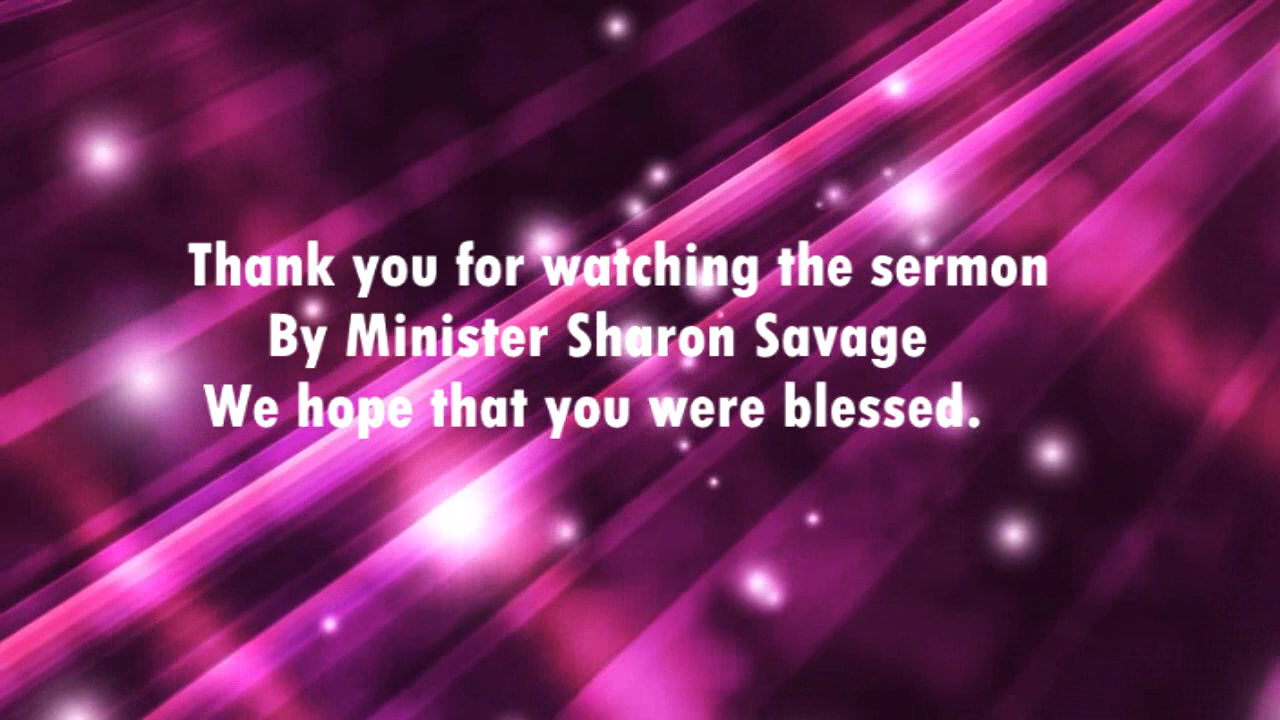 Thank you for watching the sermon
By Minister Sharon Savage
We hope that you were blessed.